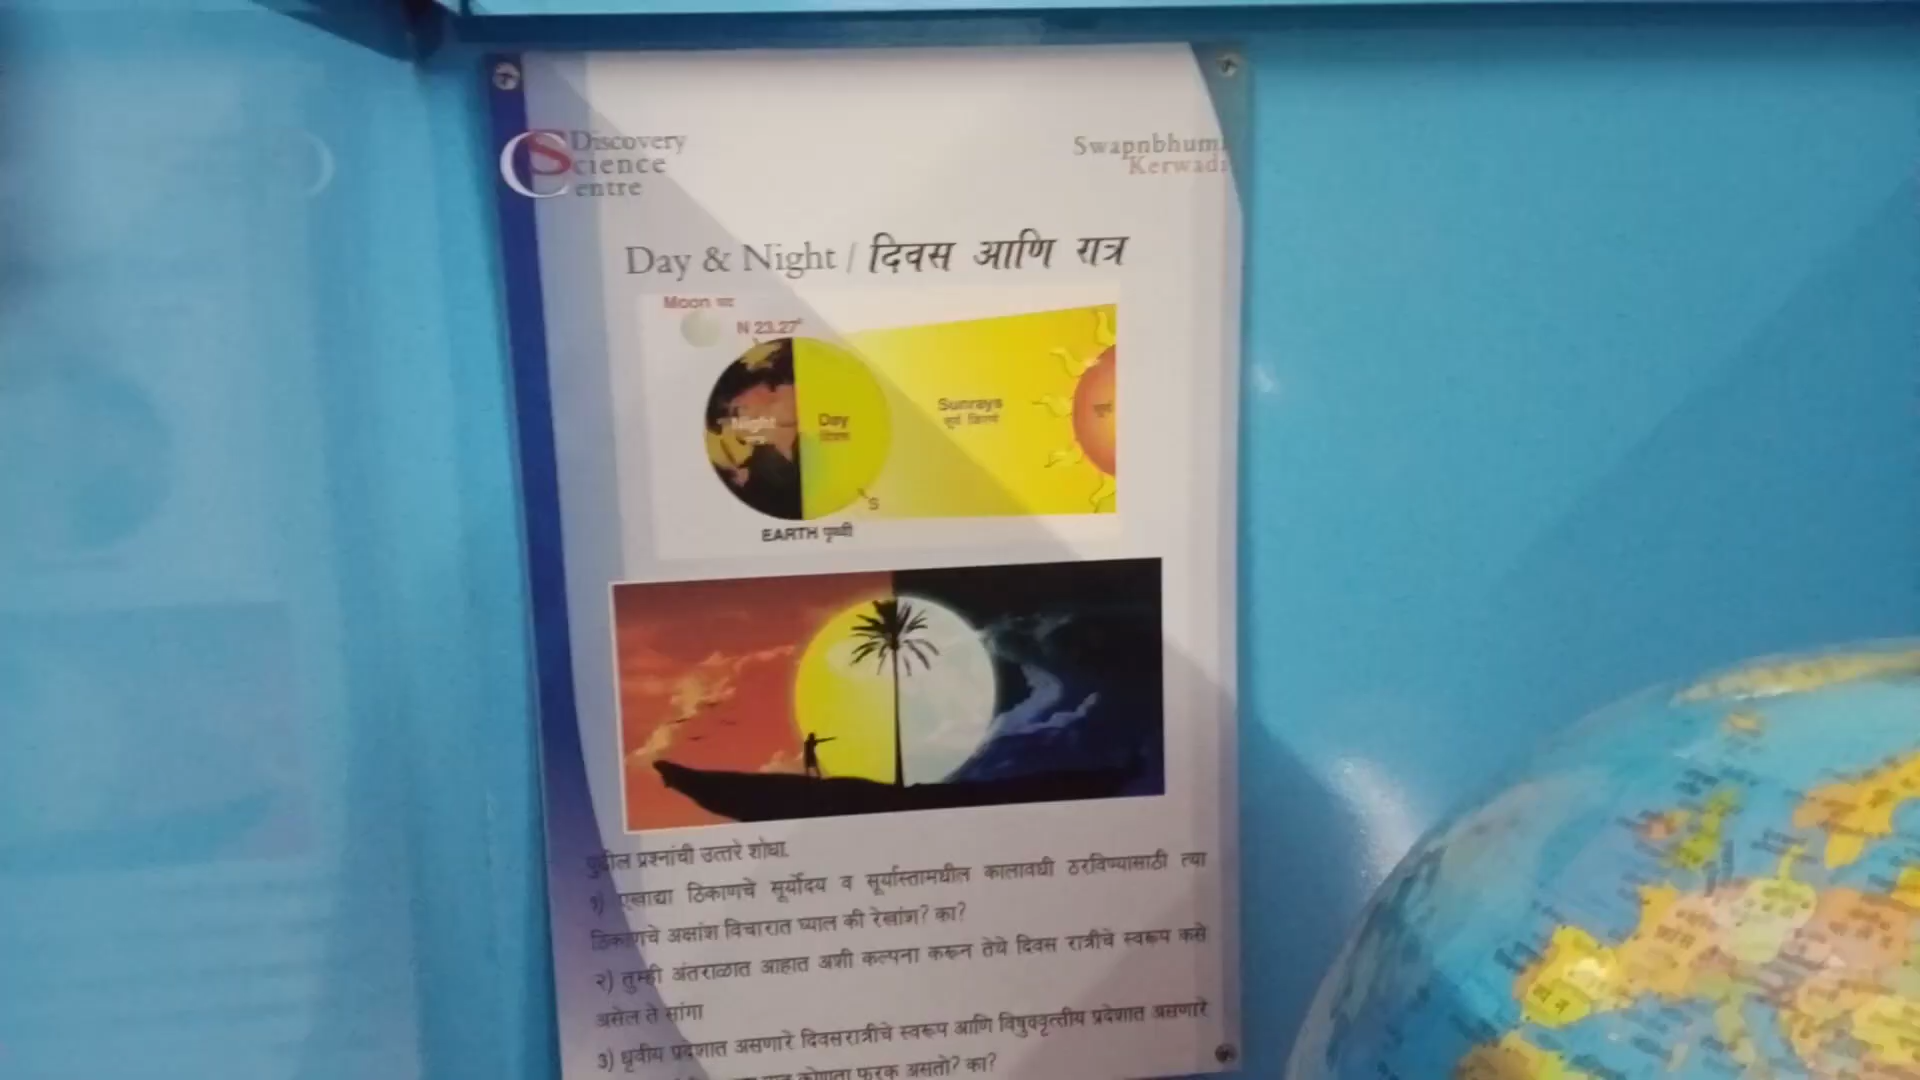 Discovery
Science
Centre
Swapnbhumi
Kerwadi
Day & Night / दिवस आणि रात्र
Moon
N 23.27°
Night
Day
दिवस
Sunrays
सूर्य किरणे
सूर्य
S
EARTH पृथ्वी
पुढील प्रश्नांची उत्तरे शोधा.
१) एखाद्या ठिकाणचे सूर्योदय व सूर्यास्तामधील कालावधी ठरविण्यासाठी त्या
ठिकाणचे अक्षांश विचारात घ्याल की रेखांश? का?
२) तुम्ही अंतराळात आहात अशी कल्पना करून तेथे दिवस रात्रीचे स्वरूप कसे
असेल ते सांगा
३) ध्रुवीय प्रदेशात असणारे दिवसरात्रीचे स्वरूप आणि विषुववृत्तीय प्रदेशात असणारे
कोणता फरक असतो? का?